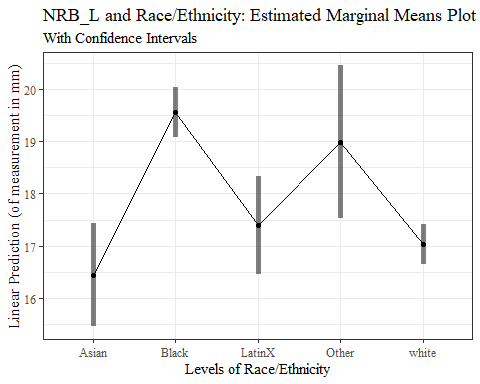 NRB_L and Race/Ethnicity: Estimated Marginal Means Plot
With Confidence Intervals
Linear Prediction (of measurement in mm)
20
19
18
17
16
Asian Black LatinX Other white
Levels of Race/Ethnicity